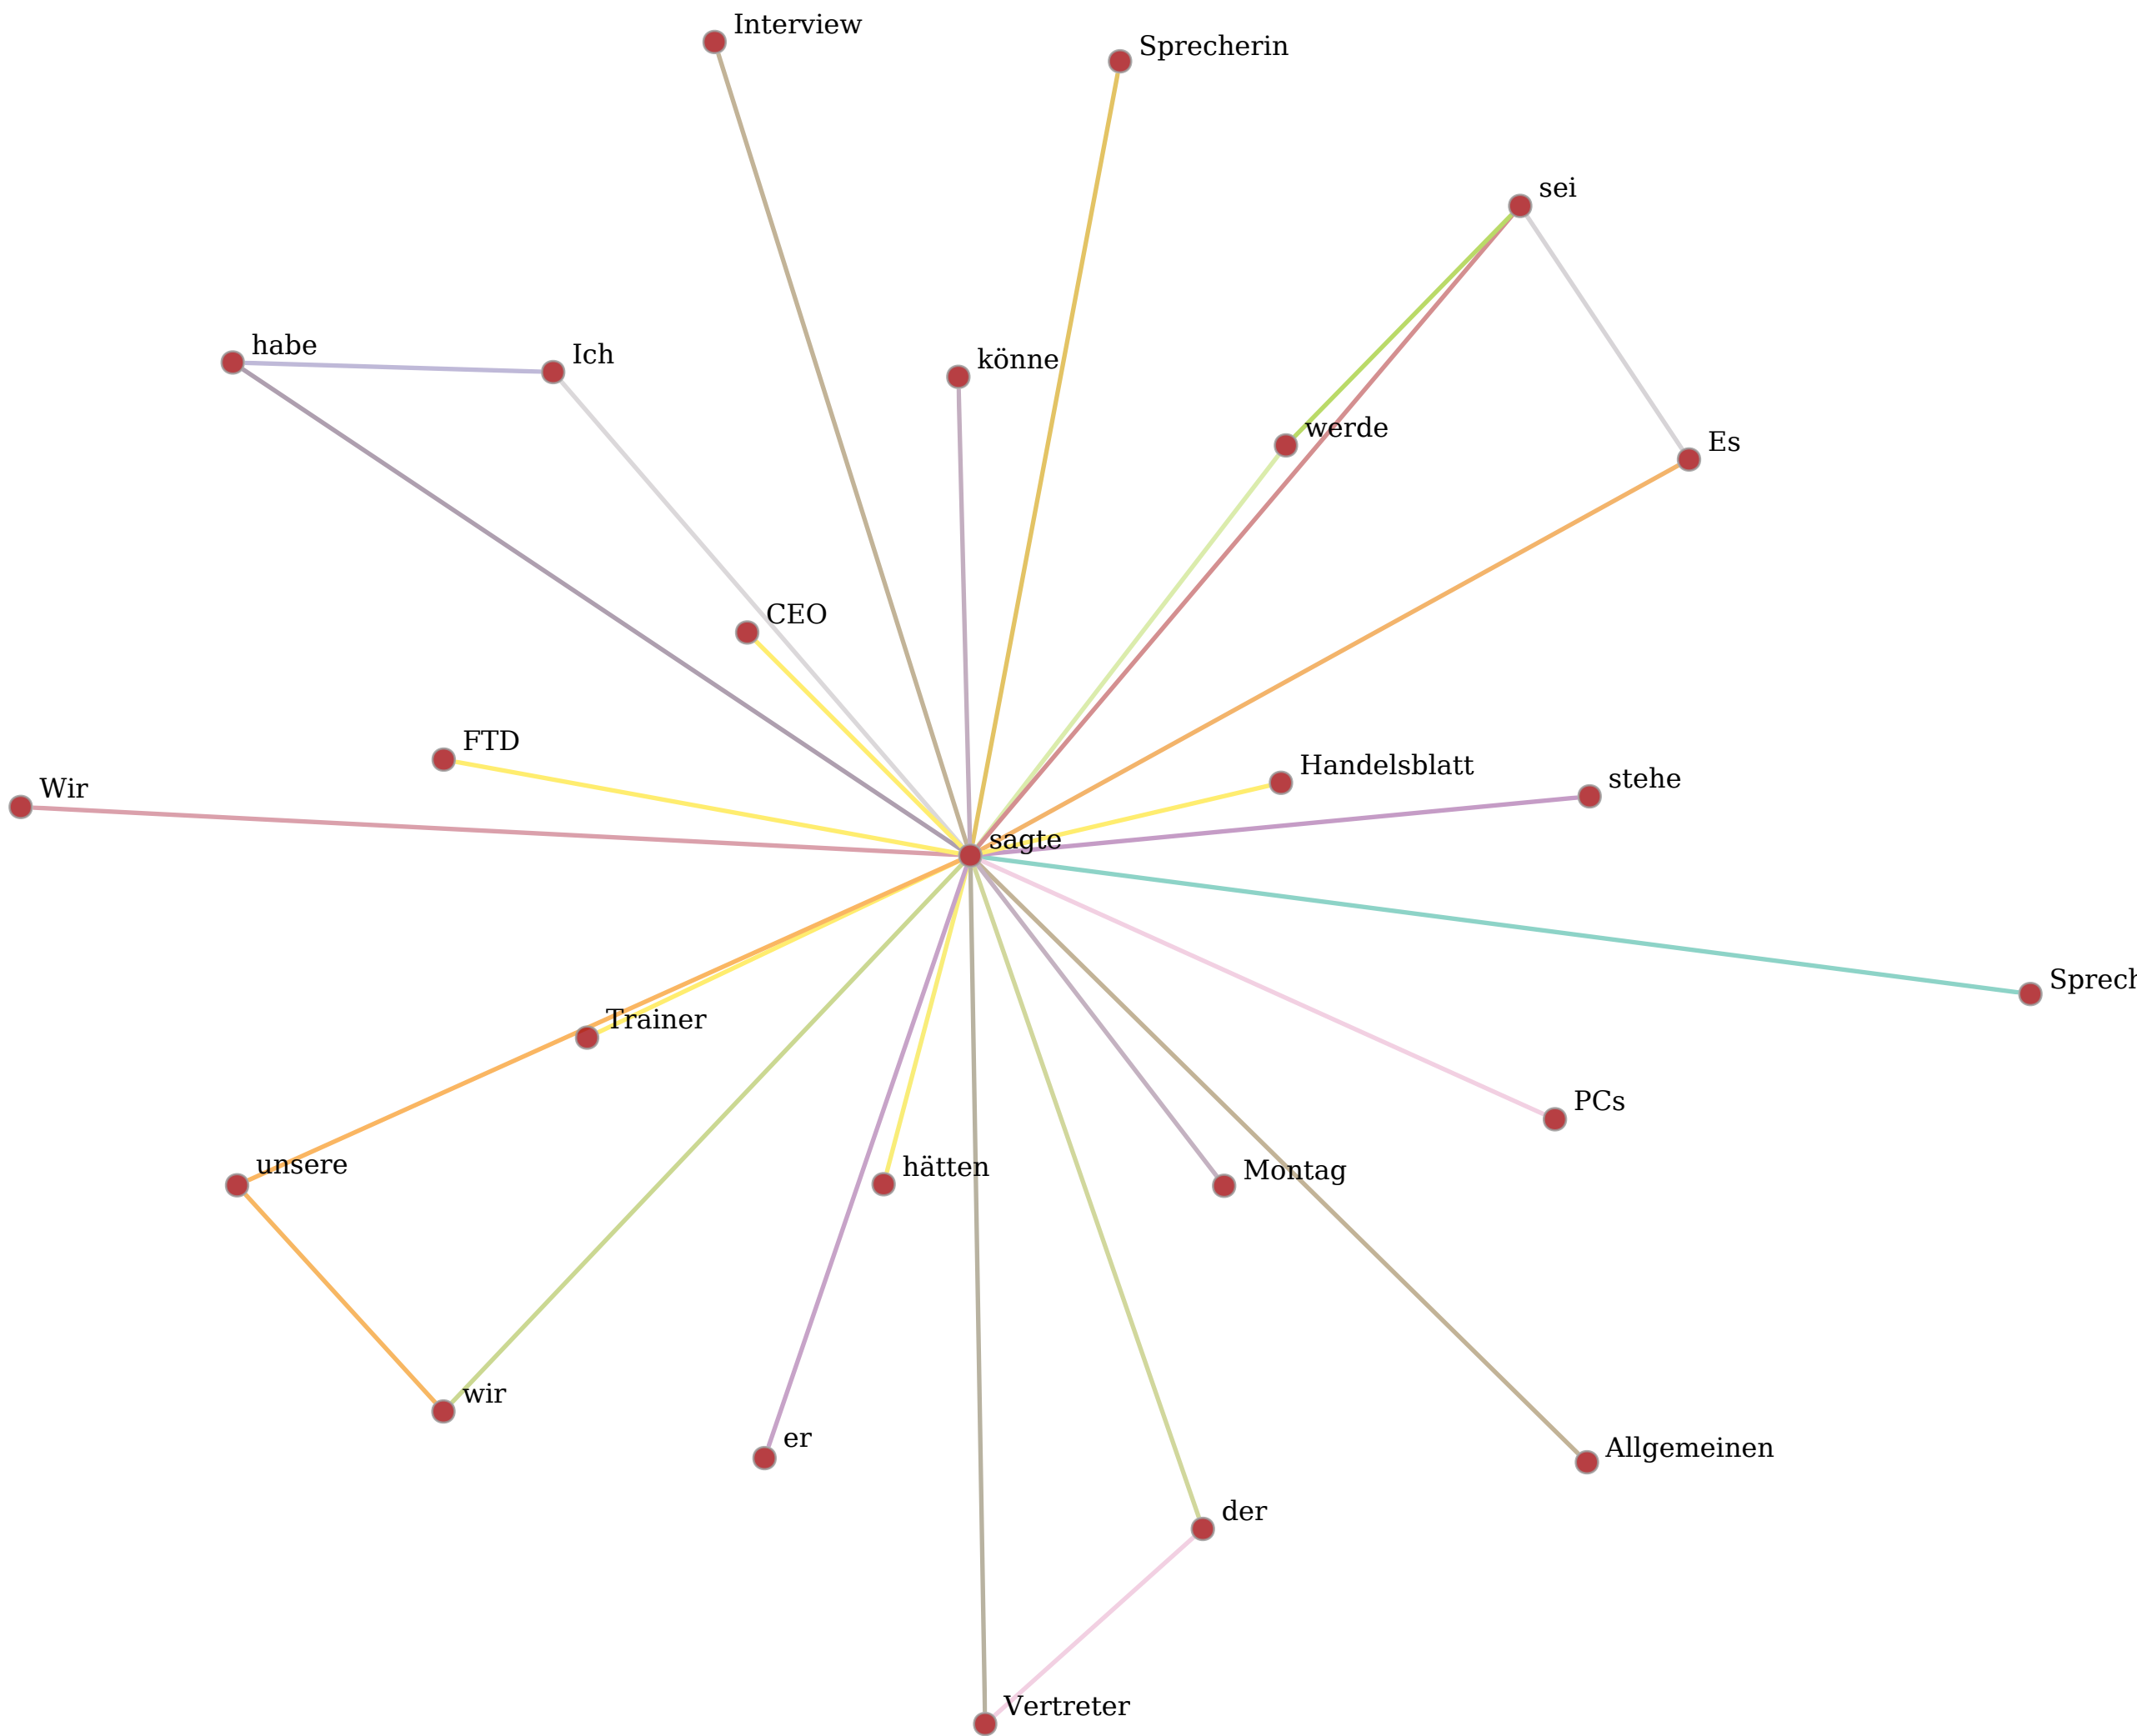 Interview
Sprecherin
sei
habe
Ich
könne
werde
Es
CEO
FTD
Handelsblatt
stehe
Wir
sagte
Sprech
Trainer
PCs
unsere
hätten
Montag
wir
er
Allgemeinen
der
Vertreter